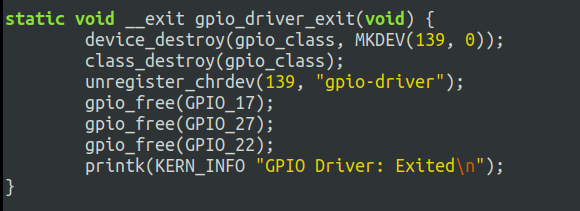 static void __exit gpio_driver_exit(void) {
        device_destroy(gpio_class, MKDEV(139, 0));
        class_destroy(gpio_class);
        unregister_chrdev(139, "gpio-driver");
        gpio_free(GPIO_17);
        gpio_free(GPIO_27);
        gpio_free(GPIO_22);
        printk(KERN_INFO "GPIO Driver: Exited\n");
}